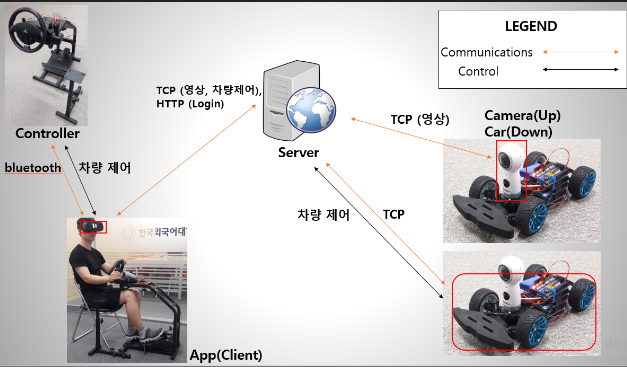 LEGEND
Communications
Control
Controller
bluetooth
차량 제어
TCP (영상, 차량제어),
HTTP (Login)
Server
TCP (영상)
Camera(Up)
Car(Down)
차량 제어
TCP
한국외국어대
App(Client)